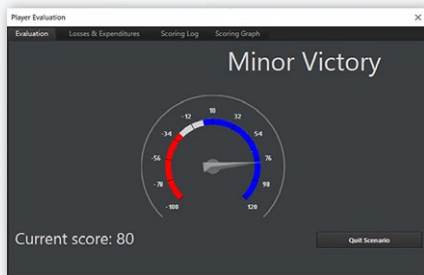 Player Evaluation
Evaluation Losses & Expenditures Scoring Log Scoring Graph
Minor Victory
-12 10 32
-34 54
-56 76
-78 98
-100 120
Current score: 80
Quit Scenario